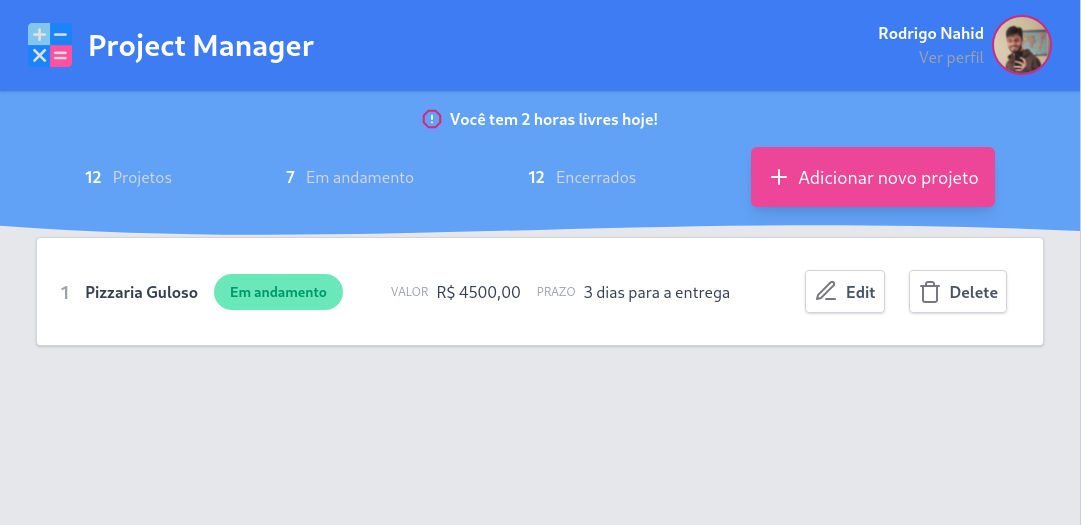 Project Manager
Rodrigo Nahid
Ver perfil
Você tem 2 horas livres hoje!
12 Projetos 7 Em andamento 12 Encerrados + Adicionar novo projeto
1 Pizzaria Guloso Em andamento VALOR R$ 4500,00 PRAZO 3 dias para a entrega Edit Delete